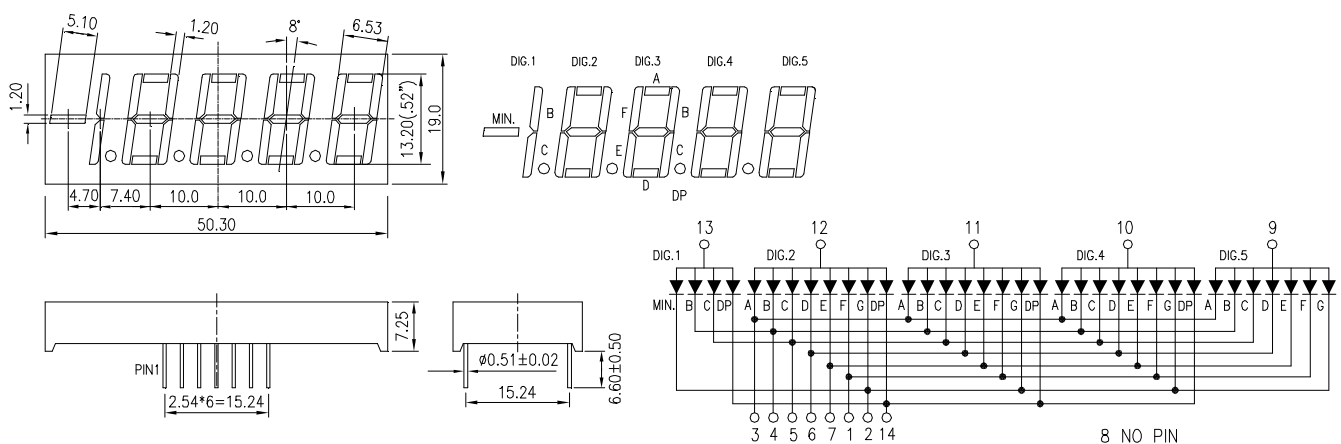 5.10
1.20
8°
6.53
1.20
13.20(.52")
19.0
4.70
7.40
10.0
10.0
10.0
50.30
DIG.1
DIG.2
DIG.3
DIG.4
DIG.5
A
MIN.
B
F
B
C
E
C
D
DP
7.25
PIN1
2.54*6=15.24
ø0.51±0.02
15.24
6.60±0.50
13
12
11
10
9
DIG.1
DIG.2
DIG.3
DIG.4
DIG.5
MIN. B C DP A B C D E F G DP A B C D E F G DP A B C D E F G DP A B C D E F G
3 4 5 6 7 1 2 14
8 NO PIN